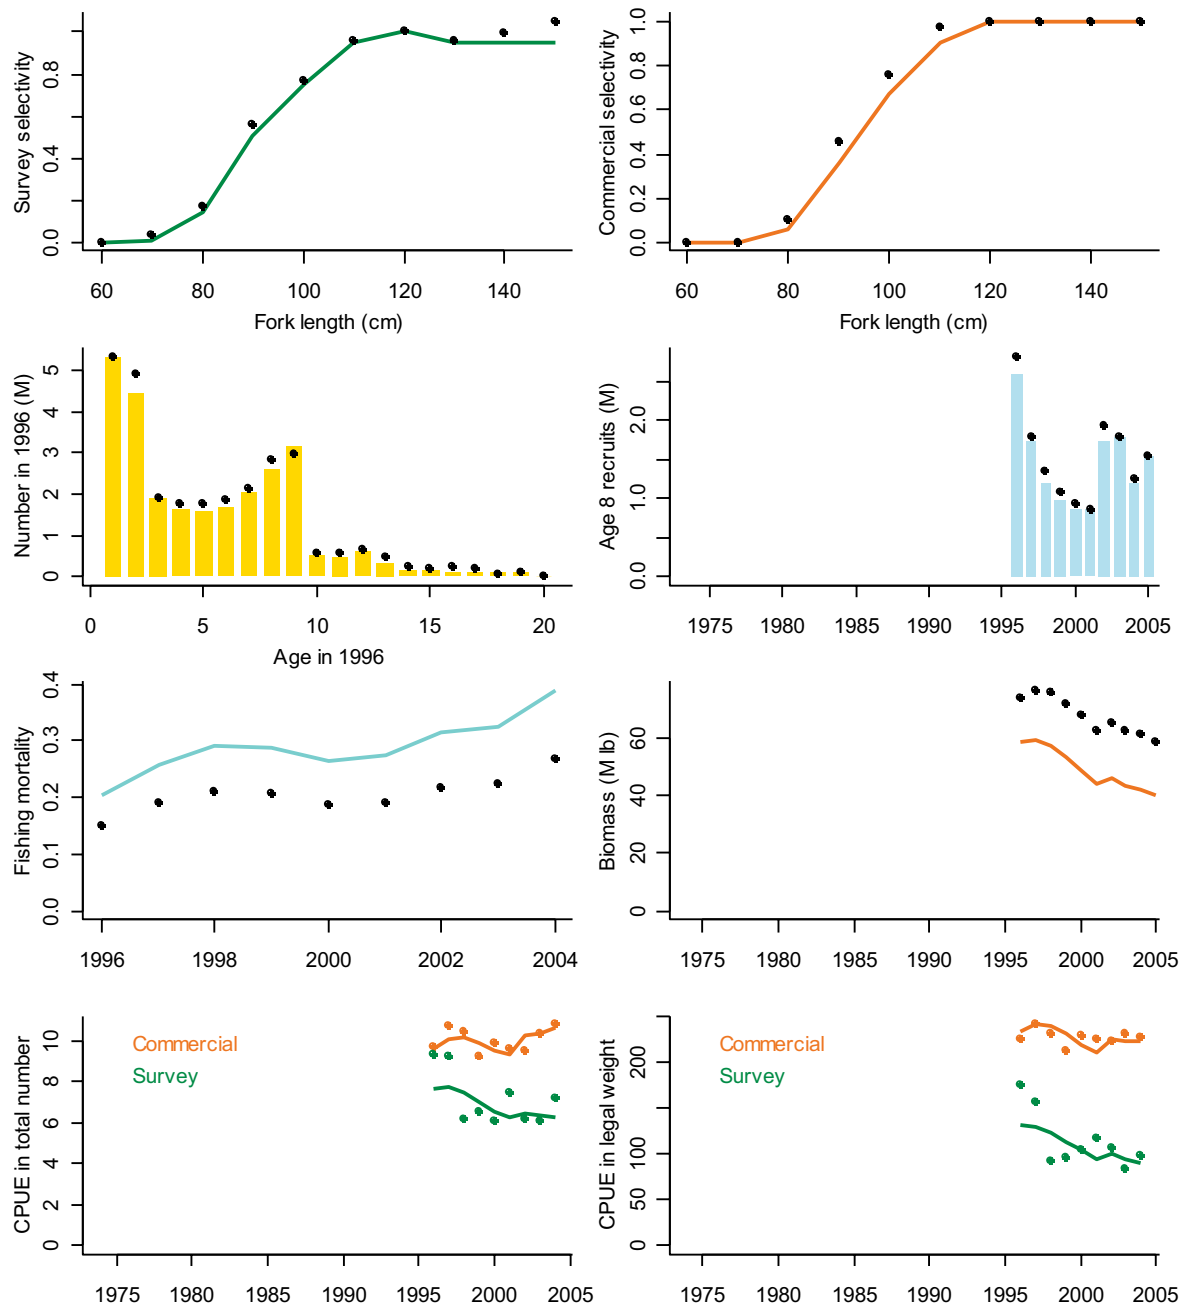 Survey selectivity
0.0 0.4 0.8
60 80 100 120 140
Fork length (cm)
Commercial selectivity
0.0 0.2 0.4 0.6 0.8 1.0
60 80 100 120 140
Fork length (cm)
Number in 1996 (M)
0 1 2 3 4 5
0 5 10 15 20
Age in 1996
Age 8 recruits (M)
0.0 1.0 2.0
1975 1980 1985 1990 1995 2000 2005
Fishing mortality
0.0 0.1 0.2 0.3 0.4
1996 1998 2000 2002 2004
Biomass (M lb)
0 20 40 60
1975 1980 1985 1990 1995 2000 2005
CPUE in total number
0 2 4 6 8 10
Commercial
Survey
1975 1980 1985 1990 1995 2000 2005
CPUE in legal weight
0 50 100 200
Commercial
Survey
1975 1980 1985 1990 1995 2000 2005